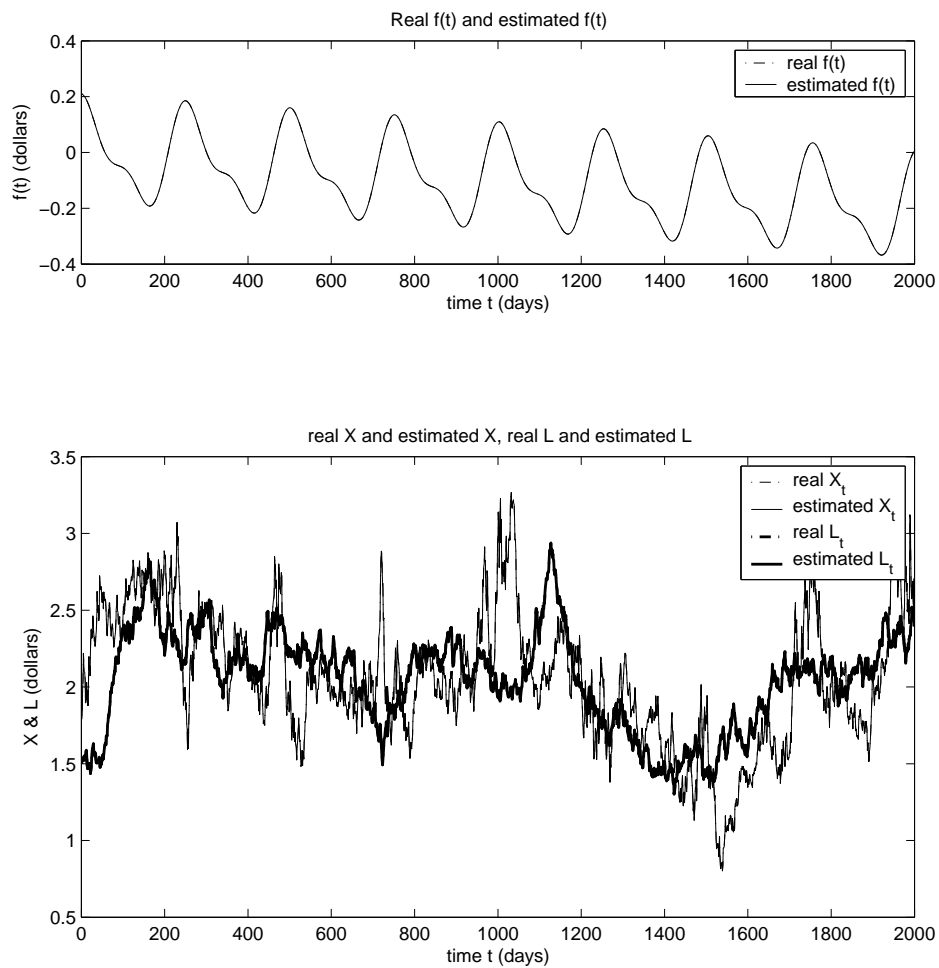 Real f(t) and estimated f(t)
0.4
0.2
0
−0.2
−0.4
f(t) (dollars)
real f(t)
estimated f(t)
0 200 400 600 800 1000 1200 1400 1600 1800 2000
time t (days)
real X and estimated X, real L and estimated L
3.5
3
2.5
2
1.5
1
0.5
X & L (dollars)
real X_t
estimated X_t
real L_t
estimated L_t
0 200 400 600 800 1000 1200 1400 1600 1800 2000
time t (days)